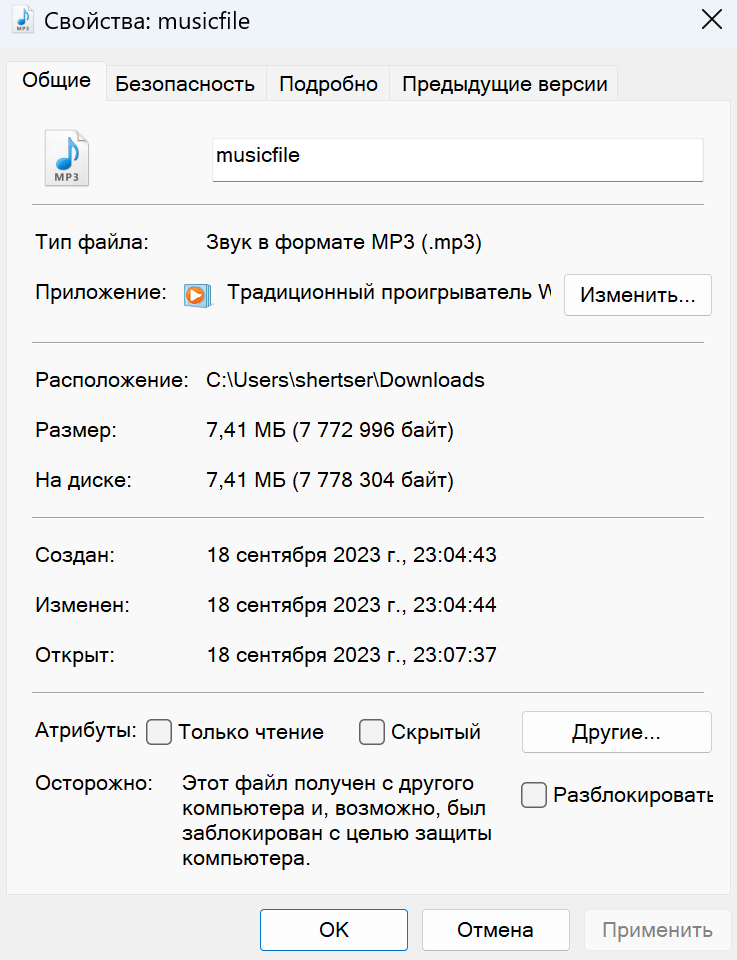 Свойства: musicfile
Общие Безопасность Подробно Предыдущие версии
MP3 musicfile
Тип файла: Звук в формате MP3 (.mp3)
Приложение: Традиционный проигрыватель W Изменить...
Расположение: C:\Users\shertser\Downloads
Размер: 7,41 МБ (7 772 996 байт)
На диске: 7,41 МБ (7 778 304 байт)
Создан: 18 сентября 2023 г., 23:04:43
Изменен: 18 сентября 2023 г., 23:04:44
Открыт: 18 сентября 2023 г., 23:07:37
Атрибуты: Только чтение Скрытый Другие...
Осторожно: Этот файл получен с другого
компьютера и, возможно, был
заблокирован с целью защиты
компьютера.
Разблокировать
OK Отмена Применить